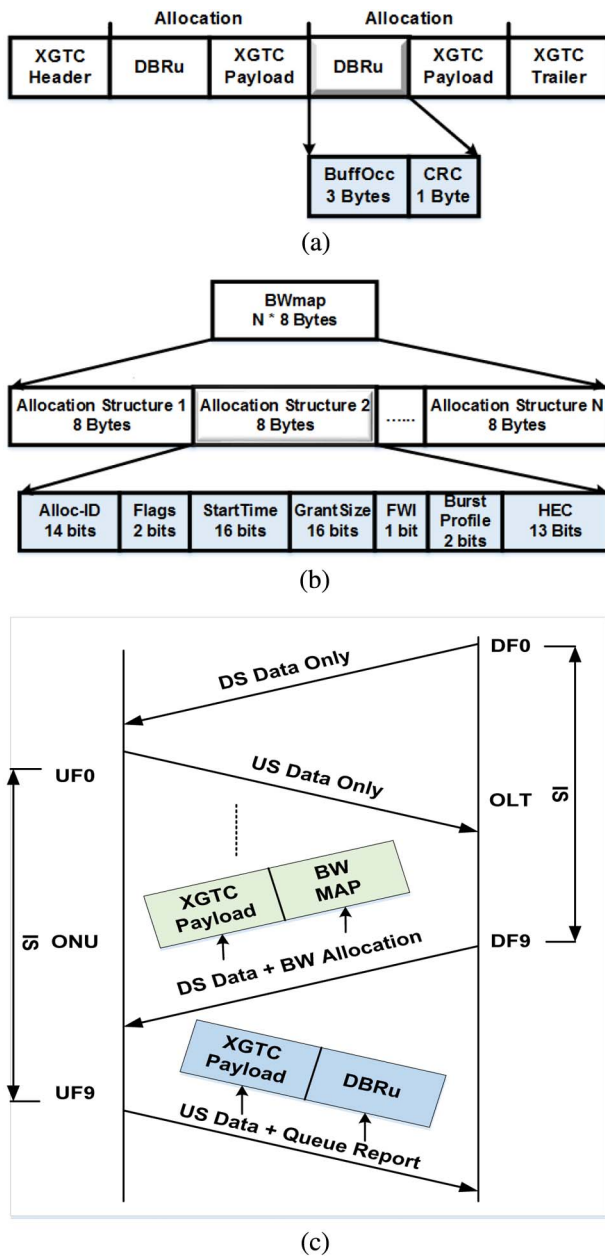 Allocation
Allocation
XGTC
Header
DBRu
XGTC
Payload
DBRu
XGTC
Payload
XGTC
Trailer
BuffOcc
3 Bytes
CRC
1 Byte
(a)
BWmap
N * 8 Bytes
Allocation Structure 1
8 Bytes
Allocation Structure 2
8 Bytes
......
Allocation Structure N
8 Bytes
Alloc-ID
14 bits
Flags
2 bits
StartTime
16 bits
GrantSize
16 bits
FWI
1 bit
Burst
Profile
2 bits
HEC
13 Bits
(b)
DF0
DS Data Only
UF0
US Data Only
OLT
SI
XGTC
Payload
BW
MAP
SI
ONU
DS Data + BW Allocation
DF9
XGTC
Payload
DBRu
UF9
US Data + Queue Report
(c)